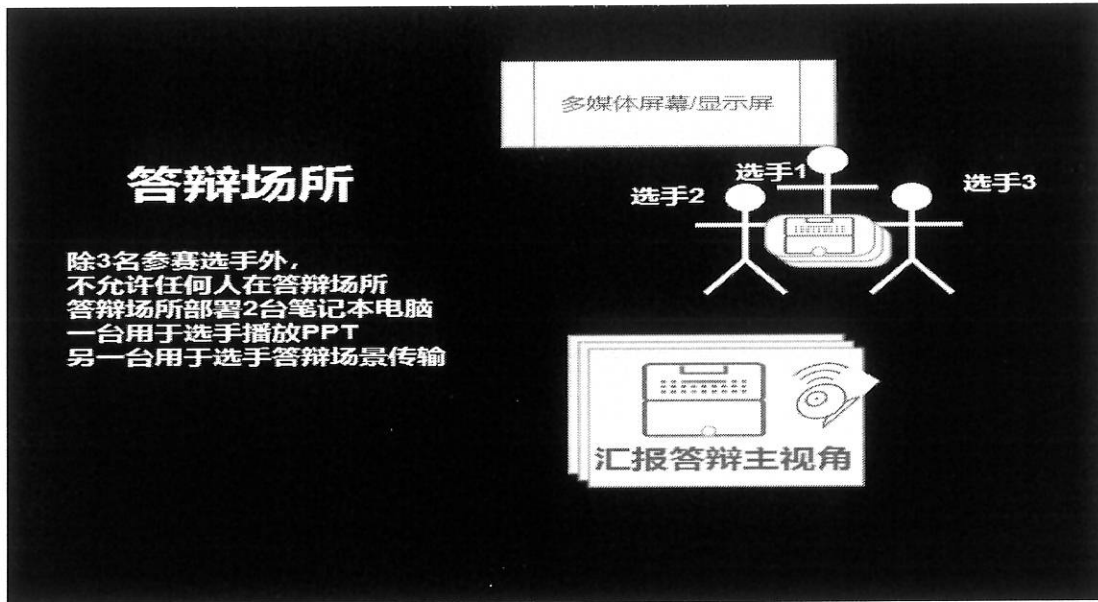 多媒体屏幕/显示屏
答辩场所
选手1
选手2
选手3
除3名参赛选手外，
不允许任何人在答辩场所
答辩场所部署2台笔记本电脑
一台用于选手播放PPT
另一台用于选手答辩场景传输
汇报答辩主视角